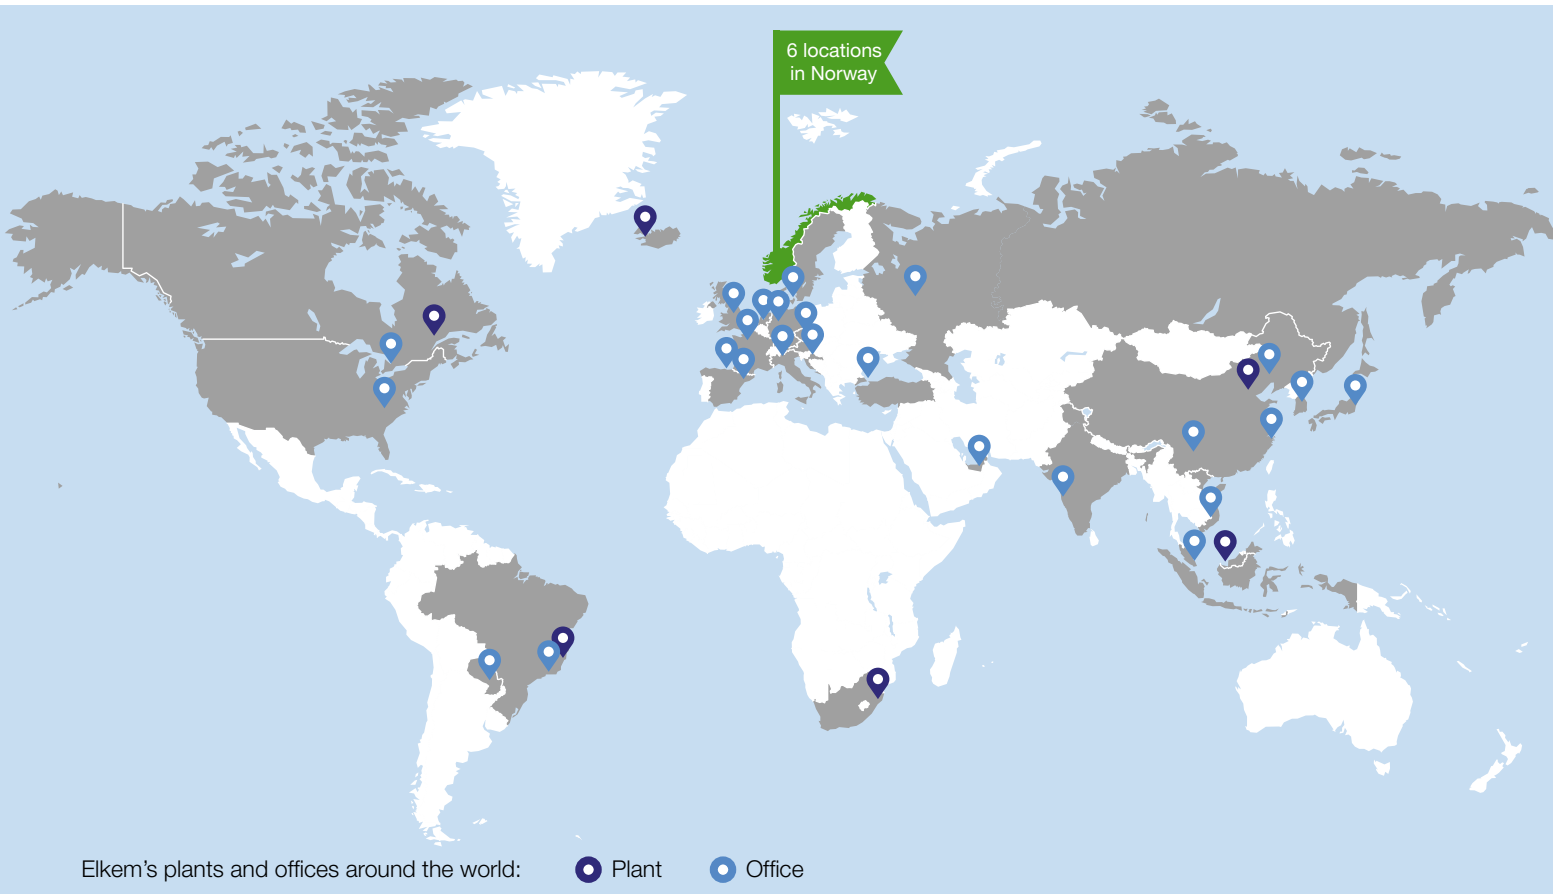 6 locations
in Norway
Elkem's plants and offices around the world: Plant Office